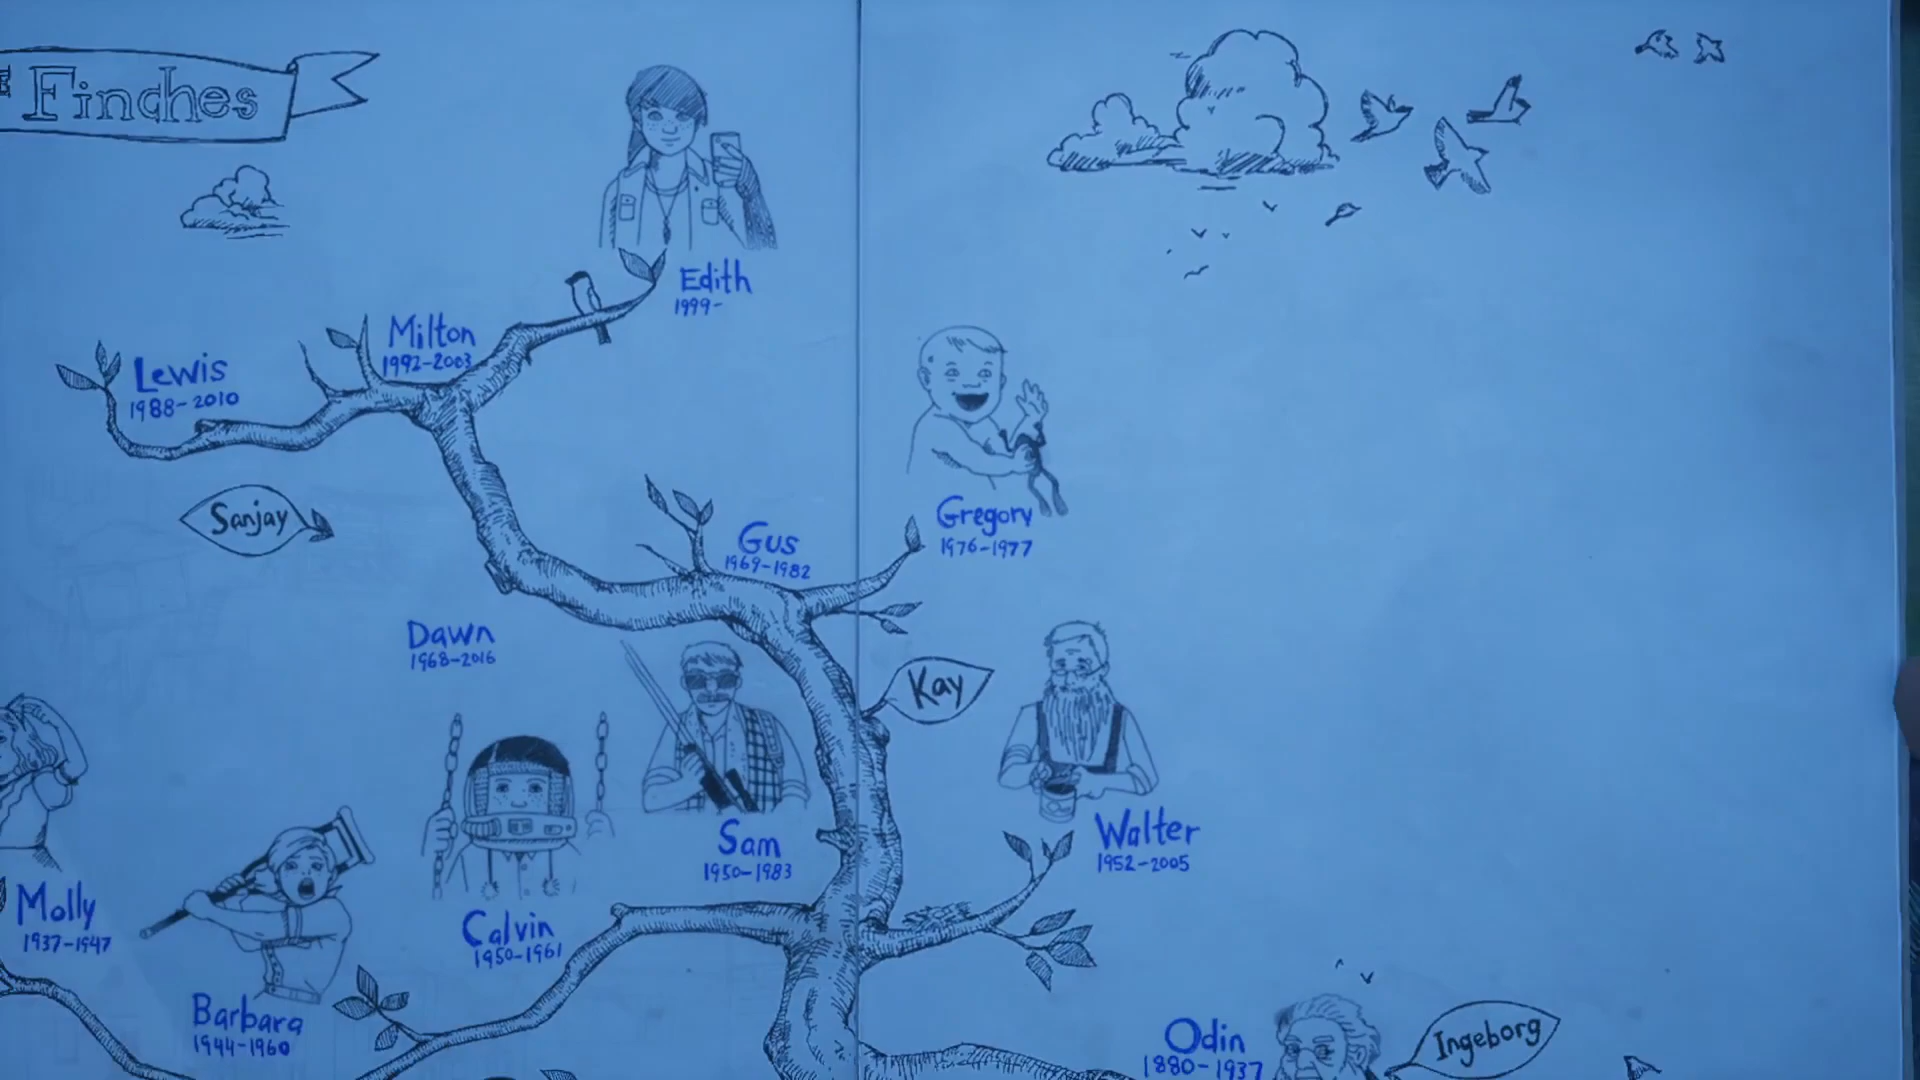 Finches
Edith
1999-
Milton
1992-2003
Lewis
1988-2010
Sanjay
Gregory
1976-1977
Gus
1969-1982
Dawn
1968-2016
Kay
Walter
1952-2005
Sam
1950-1983
Calvin
1950-1961
Molly
1937-1947
Barbara
1944-1960
Odin
1880-1937
Ingeborg